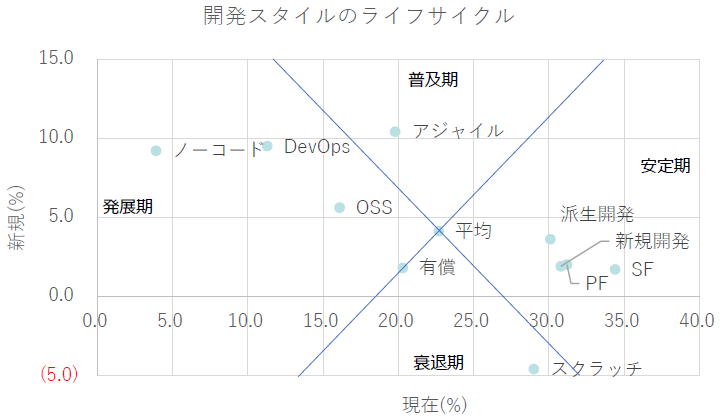 開発スタイルのライフサイクル
15.0
普及期
アジャイル
10.0
ノーコード
DevOps
安定期
発展期
OSS
派生開発
5.0
平均
新規開発
有償
PF
SF
0.0
0.0 5.0 10.0 15.0 20.0 25.0 30.0 35.0 40.0
衰退期
スクラッチ
(5.0)
新規(%)
現在(%)